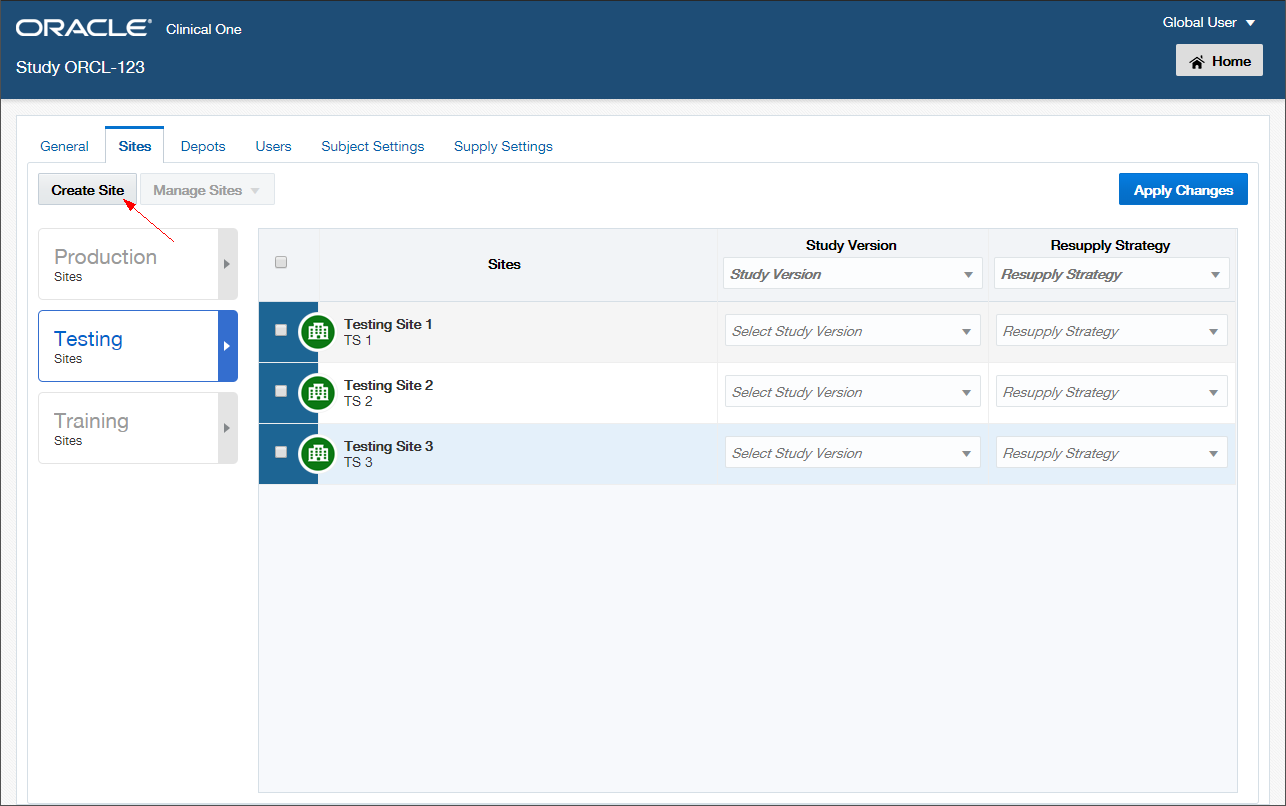 ORACLE® Clinical One
Global User
Study ORCL-123
Home
General Sites Depots Users Subject Settings Supply Settings
Create Site Manage Sites Apply Changes
Production
Sites
Testing
Sites
Training
Sites
Sites Study Version Resupply Strategy
Study Version Resupply Strategy
Testing Site 1
TS 1
Select Study Version Resupply Strategy
Testing Site 2
TS 2
Select Study Version Resupply Strategy
Testing Site 3
TS 3
Select Study Version Resupply Strategy